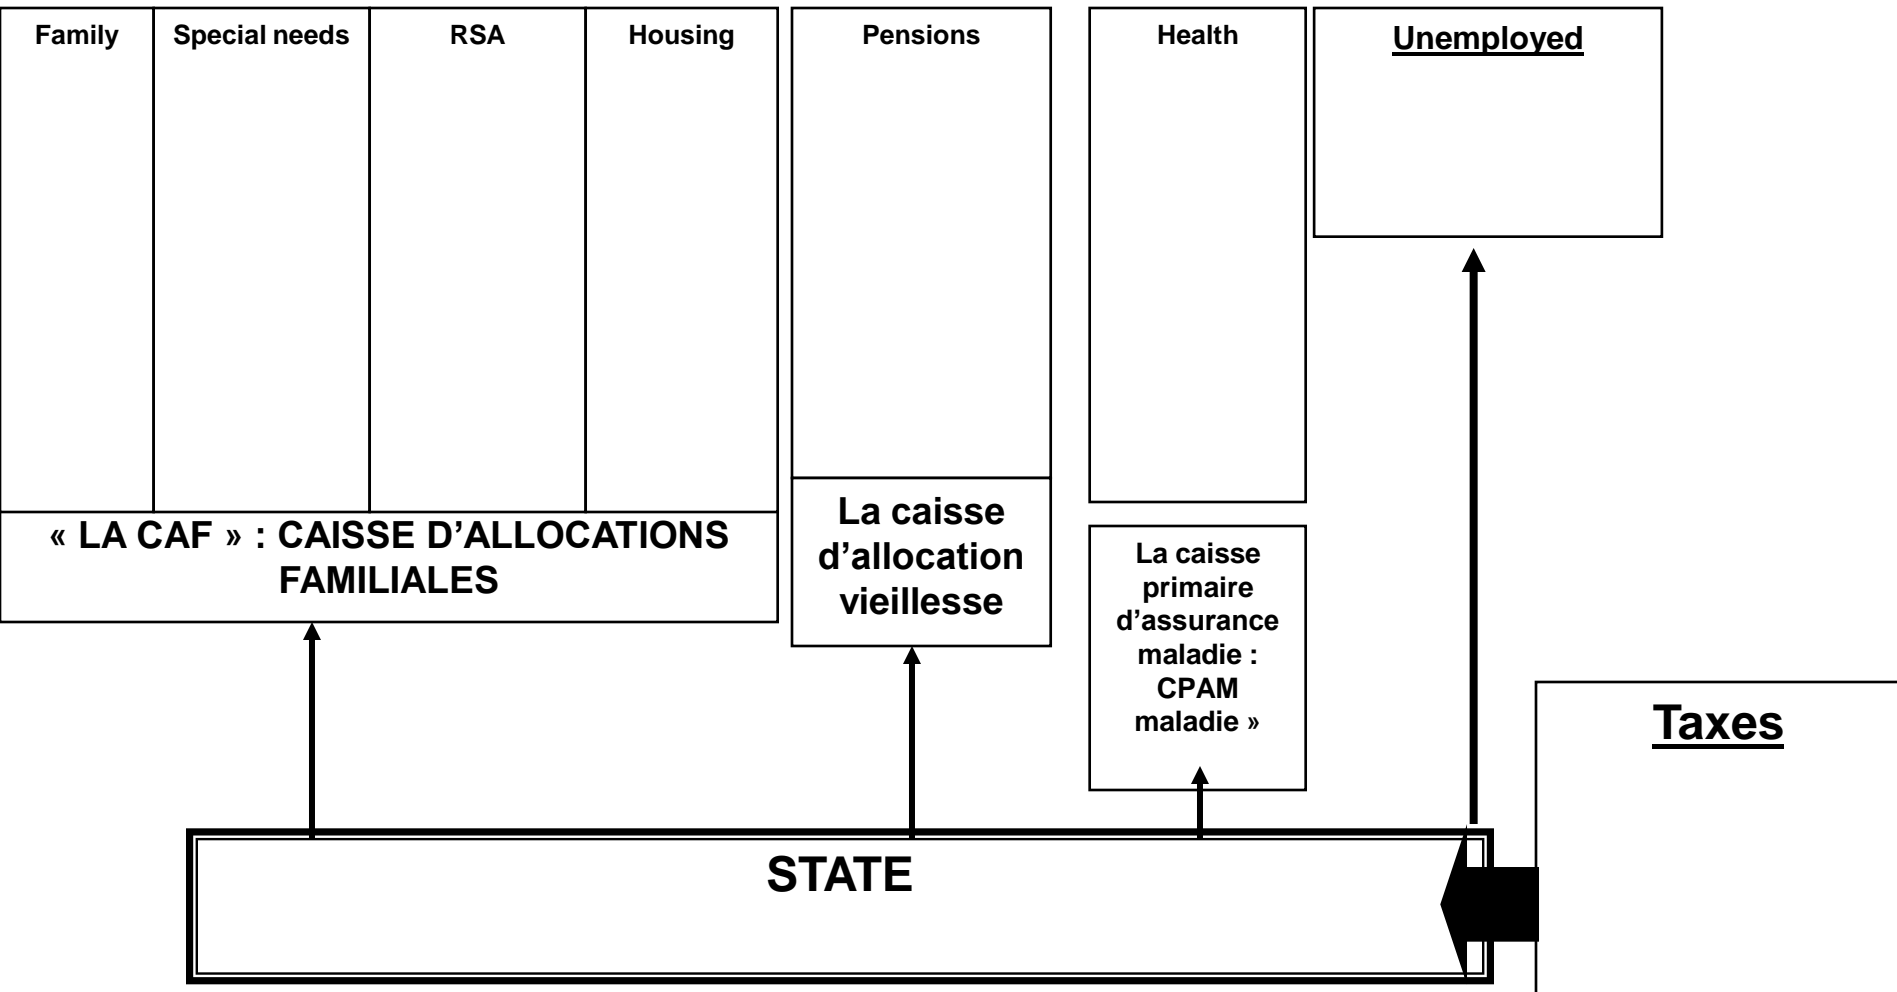 Family
Special needs
RSA
Housing
Pensions
Health
Unemployed
« LA CAF » : CAISSE D’ALLOCATIONS
FAMILIALES
La caisse
d’allocation
vieillesse
La caisse
primaire
d’assurance
maladie :
CPAM
maladie »
Taxes
STATE